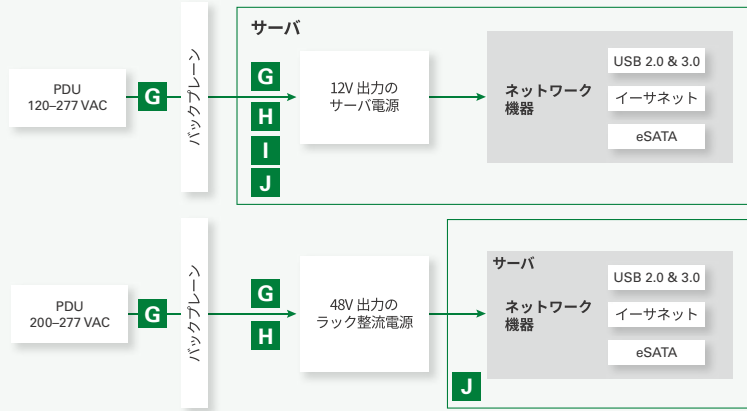 サーバ
PDU
120–277 VAC
G
バックプレーン
G
H
I
J
12V 出力の
サーバ電源
ネットワーク
機器
USB 2.0 & 3.0
イーサネット
eSATA
PDU
200–277 VAC
G
バックプレーン
G
H
48V 出力の
ラック整流電源
サーバ
ネットワーク
機器
USB 2.0 & 3.0
イーサネット
eSATA
J